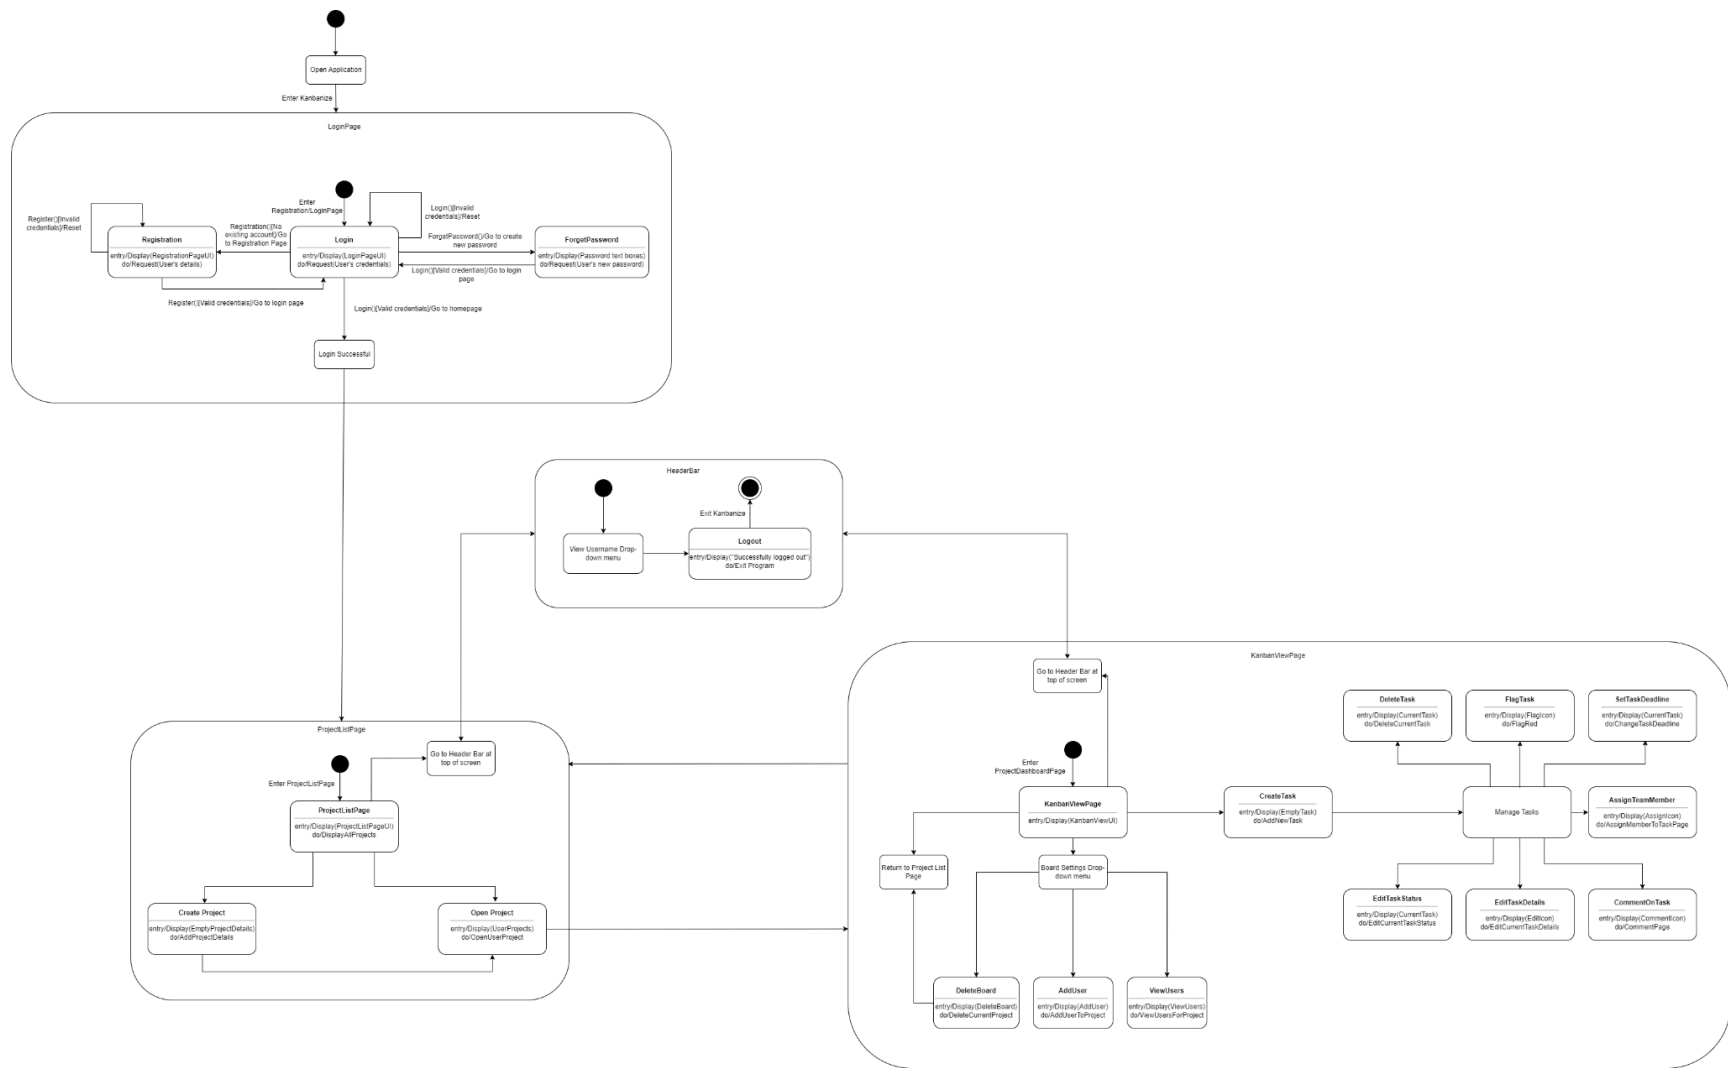 Open Application
Enter Kanbanize
LoginPage
Enter
Registration/LoginPage
Login()[Invalid
credentials]/Reset
Register()[Invalid
credentials]/Reset
Registration()[No
existing account]/Go
to Registration Page
ForgetPassword()/Go to create
new password
Registration
entry/Display(RegistrationPageUI)
do/Request(User's details)
Login
entry/Display(LoginPageUI)
do/Request(User's credentials)
ForgetPassword
entry/Display(Password text boxes)
do/Request(User's new password)
Login()[Valid credentials]/Go to login
page
Register()[Valid credentials]/Go to login page
Login()[Valid credentials]/Go to homepage
Login Successful
HeaderBar
Exit Kanbanize
View Username Drop-
down menu
Logout
entry/Display("Successfully logged out")
do/Exit Program
ProjectListPage
Go to Header Bar at
top of screen
Enter ProjectListPage
ProjectListPage
entry/Display(ProjectListPageUI)
do/DisplayAllProjects
Create Project
entry/Display(EmptyProjectDetails)
do/AddProjectDetails
Open Project
entry/Display(UserProjects)
do/OpenUserProject
KanbanViewPage
Go to Header Bar at
top of screen
Enter
ProjectDashboardPage
KanbanViewPage
entry/Display(KanbanViewUI)
Return to Project List
Page
Board Settings Drop-
down menu
DeleteBoard
entry/Display(DeleteBoard)
do/DeleteCurrentProject
AddUser
entry/Display(AddUser)
do/AddUserToProject
ViewUsers
entry/Display(ViewUsers)
do/ViewUsersForProject
CreateTask
entry/Display(EmptyTask)
do/AddNewTask
Manage Tasks
DeleteTask
entry/Display(CurrentTask)
do/DeleteCurrentTask
FlagTask
entry/Display(FlagIcon)
do/FlagRed
SetTaskDeadline
entry/Display(CurrentTask)
do/ChangeTaskDeadline
AssignTeamMember
entry/Display(AssignIcon)
do/AssignMemberToTaskPage
EditTaskStatus
entry/Display(CurrentTask)
do/EditCurrentTaskStatus
EditTaskDetails
entry/Display(EditIcon)
do/EditCurrentTaskDetails
CommentOnTask
entry/Display(CommentIcon)
do/CommentPage